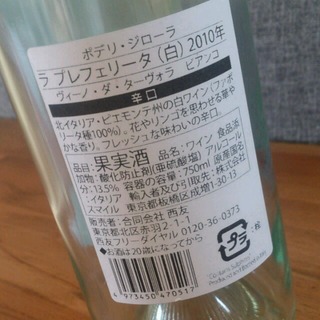 ポデリ・ジローラ
ラ プレフェリータ (白) 2010年
ヴィーノ・ダ・ターヴォラ ビアンコ
辛口
北イタリア・ピエモンテ州の白ワイン(ファボ
リータ種100%)。花やリンゴを思わせる華や
かな香り。フレッシュな味わいの辛口。
品目:果実酒 品名:ワイン 食品添
加物:酸化防止剤(亜硫酸塩) アルコール
分:13.5% 容器の容量:750ml 原産国名
:イタリア 輸入者及び引取先:株式会社
スマイル 東京都板橋区成増1-30-13
販売者:合同会社 西友
東京都北区赤羽2-1-1
西友フリーダイヤル 0120-36-0373
◆お酒は20歳になってから
4 973450 470517
プラ